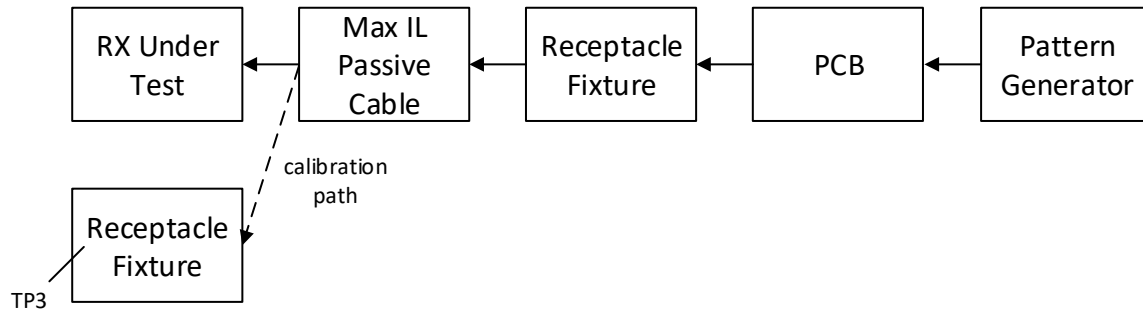 RX Under
Test
Max IL
Passive
Cable
Receptacle
Fixture
PCB
Pattern
Generator
calibration
path
Receptacle
Fixture
TP3